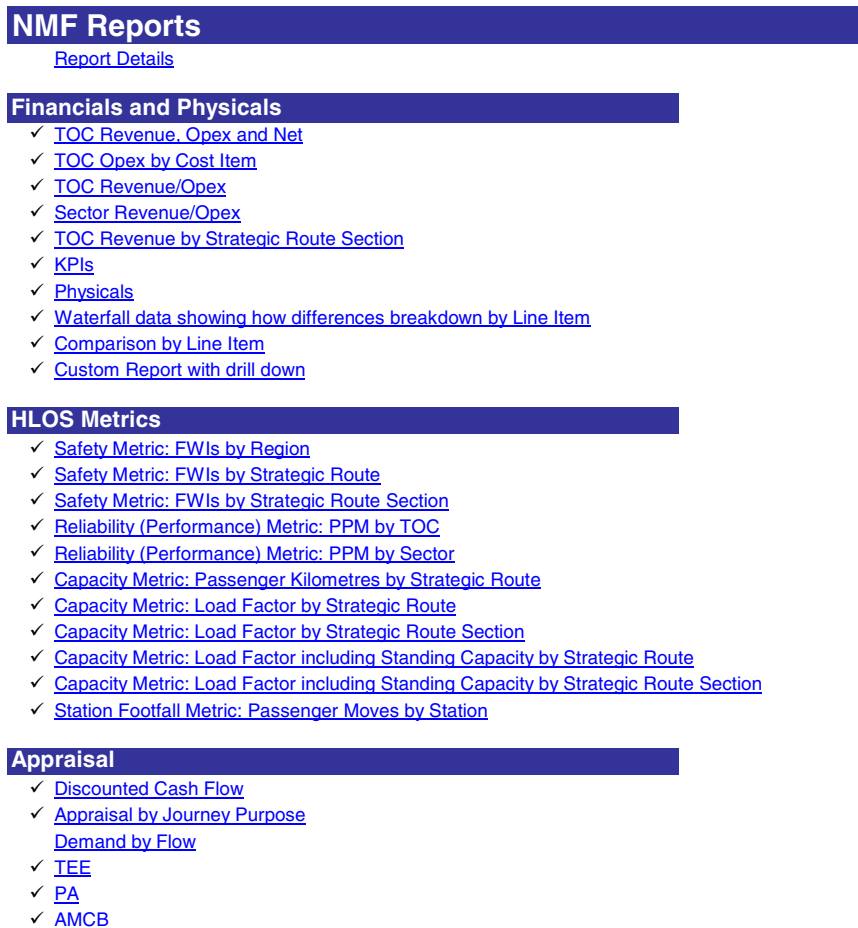 NMF Reports
Report Details
Financials and Physicals
✓ TOC Revenue, Opex and Net
✓ TOC Opex by Cost Item
✓ TOC Revenue/Opex
✓ Sector Revenue/Opex
✓ TOC Revenue by Strategic Route Section
✓ KPIs
✓ Physicals
✓ Waterfall data showing how differences breakdown by Line Item
✓ Comparison by Line Item
✓ Custom Report with drill down
HLOS Metrics
✓ Safety Metric: FWIs by Region
✓ Safety Metric: FWIs by Strategic Route
✓ Safety Metric: FWIs by Strategic Route Section
✓ Reliability (Performance) Metric: PPM by TOC
✓ Reliability (Performance) Metric: PPM by Sector
✓ Capacity Metric: Passenger Kilometres by Strategic Route
✓ Capacity Metric: Load Factor by Strategic Route
✓ Capacity Metric: Load Factor by Strategic Route Section
✓ Capacity Metric: Load Factor including Standing Capacity by Strategic Route
✓ Capacity Metric: Load Factor including Standing Capacity by Strategic Route Section
✓ Station Footfall Metric: Passenger Moves by Station
Appraisal
✓ Discounted Cash Flow
✓ Appraisal by Journey Purpose
Demand by Flow
✓ TEE
✓ PA
✓ AMCB